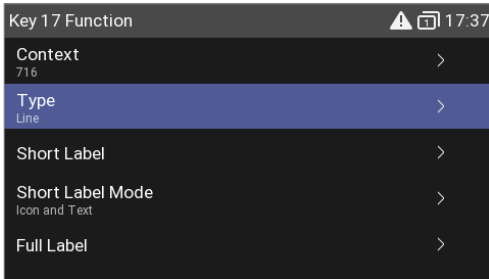 Key 17 Function 1 17:37
Context
716
Type
Line
Short Label
Short Label Mode
Icon and Text
Full Label